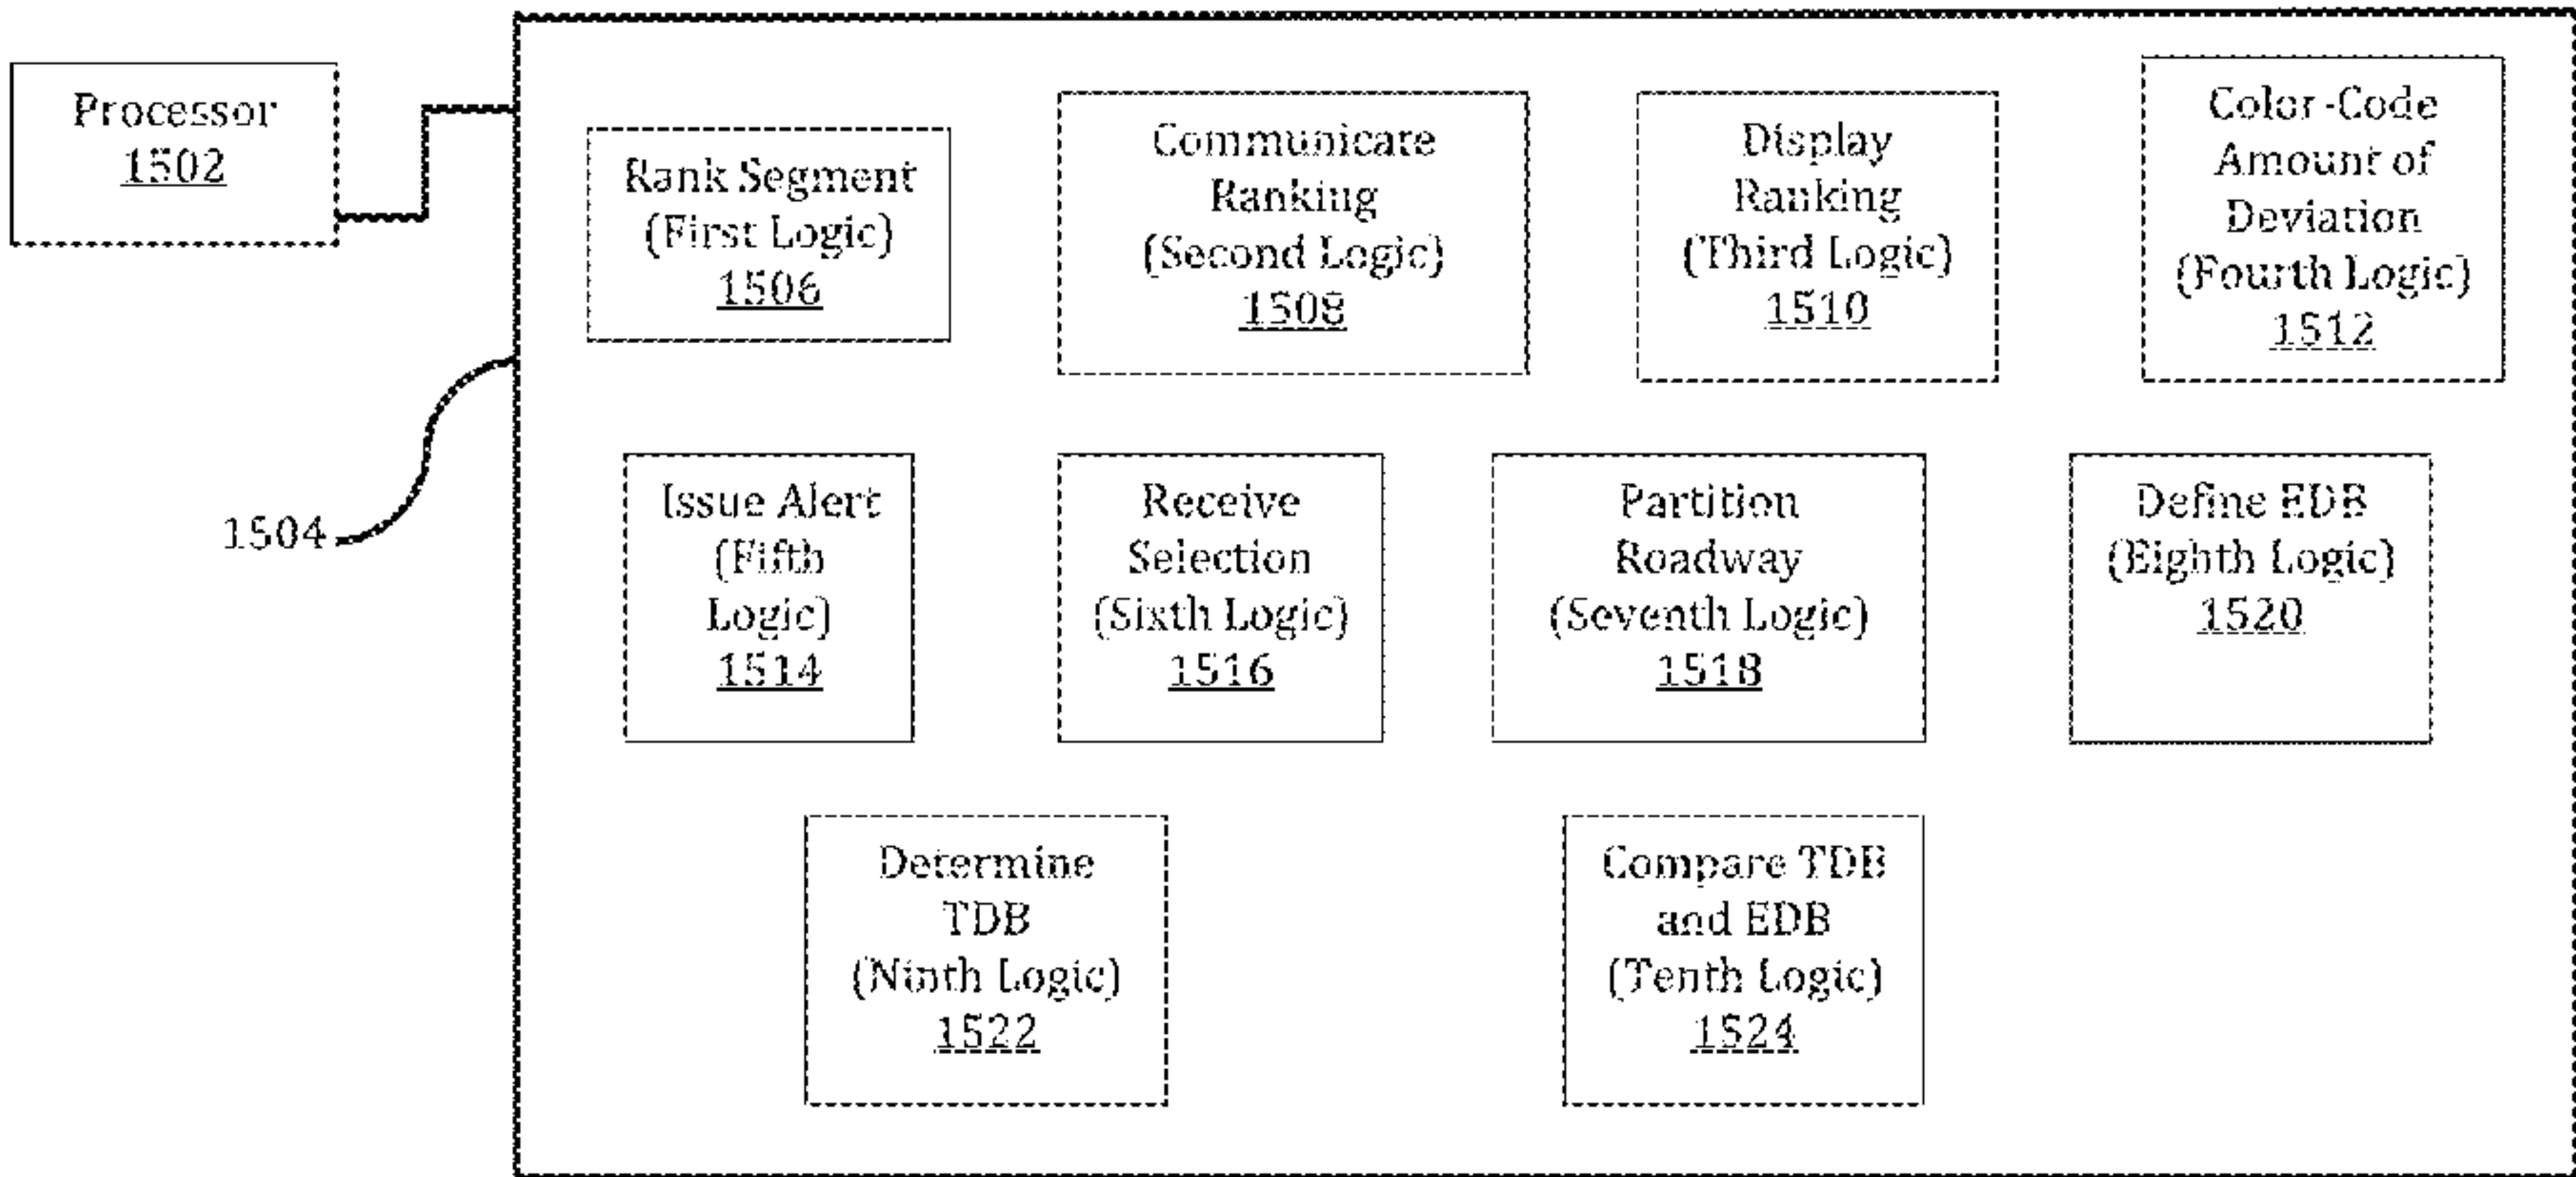 Processor
1502
Rank Segment
(First Logic)
1506
Communicate
Ranking
(Second Logic)
1508
Display
Ranking
(Third Logic)
1510
Color-Code
Amount of
Deviation
(Fourth Logic)
1512
1504
Issue Alert
(Fifth
Logic)
1514
Receive
Selection
(Sixth Logic)
1516
Partition
Roadway
(Seventh Logic)
1518
Define EDB
(Eighth Logic)
1520
Determine
TDB
(Ninth Logic)
1522
Compare TDB
and EDB
(Tenth Logic)
1524